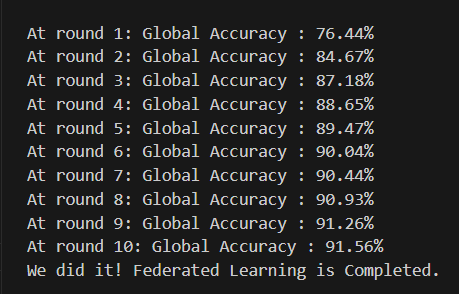 At round 1: Global Accuracy : 76.44%
At round 2: Global Accuracy : 84.67%
At round 3: Global Accuracy : 87.18%
At round 4: Global Accuracy : 88.65%
At round 5: Global Accuracy : 89.47%
At round 6: Global Accuracy : 90.04%
At round 7: Global Accuracy : 90.44%
At round 8: Global Accuracy : 90.93%
At round 9: Global Accuracy : 91.26%
At round 10: Global Accuracy : 91.56%
We did it! Federated Learning is Completed.